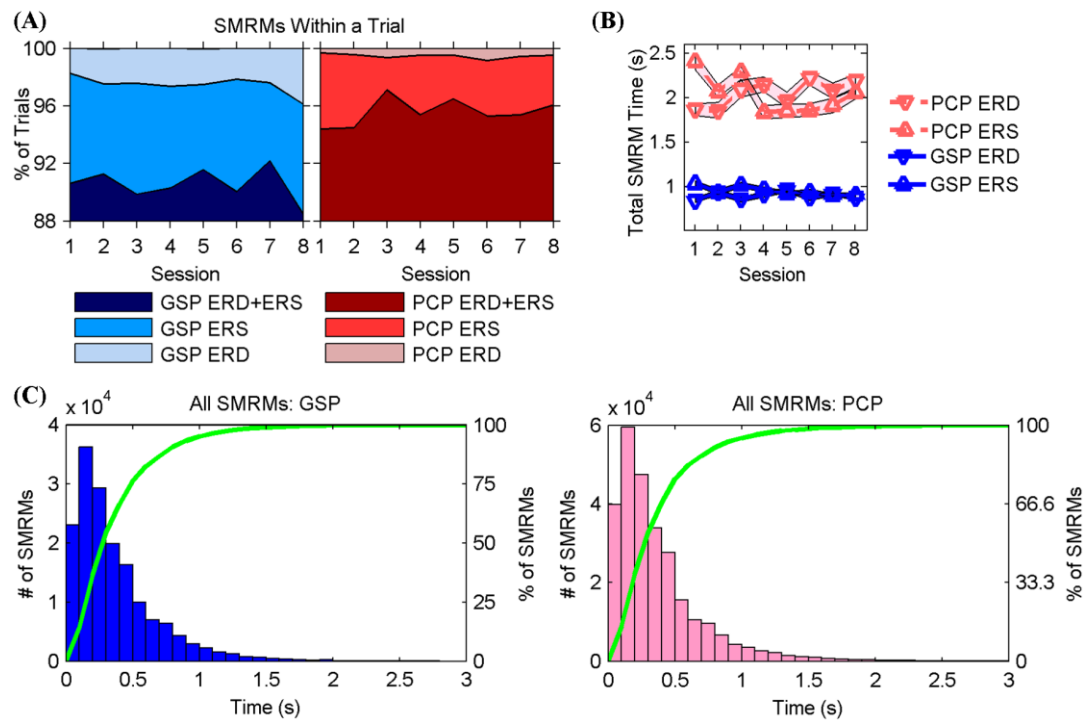 (A)
SMRMs Within a Trial
100
96
92
88
% of Trials
1 2 3 4 5 6 7 8
1 2 3 4 5 6 7 8
Session
Session
GSP ERD+ERS
GSP ERS
GSP ERD
PCP ERD+ERS
PCP ERS
PCP ERD
(B)
2.5
2
1.5
1
Total SMRM Time (s)
1 2 3 4 5 6 7 8
Session
PCP ERD
PCP ERS
GSP ERD
GSP ERS
(C)
x 10⁴
All SMRMs: GSP
4
3
2
1
0
# of SMRMs
100
75
50
25
0
% of SMRMs
0 0.5 1 1.5 2 2.5 3
Time (s)
x 10⁴
All SMRMs: PCP
6
4
2
0
# of SMRMs
100
66.6
33.3
0
% of SMRMs
0 0.5 1 1.5 2 2.5 3
Time (s)